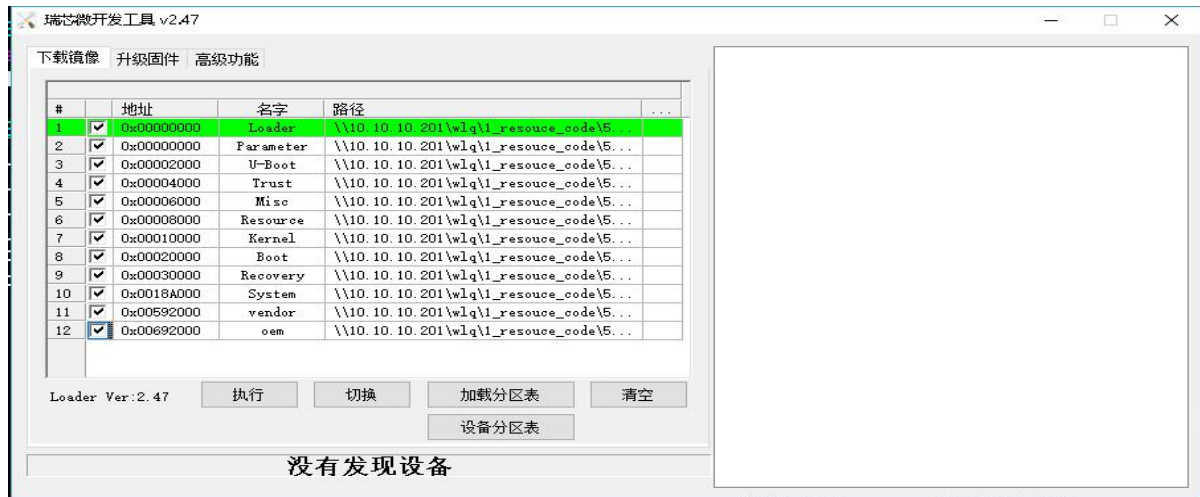 瑞芯微开发工具 v2.47
下载镜像 升级固件 高级功能
# 地址 名字 路径 ...
1 0x00000000 Loader \\10.10.10.201\wlq\1_resouce_code\5...
2 0x00000000 Parameter \\10.10.10.201\wlq\1_resouce_code\5...
3 0x00002000 U-Boot \\10.10.10.201\wlq\1_resouce_code\5...
4 0x00004000 Trust \\10.10.10.201\wlq\1_resouce_code\5...
5 0x00006000 Misc \\10.10.10.201\wlq\1_resouce_code\5...
6 0x00008000 Resource \\10.10.10.201\wlq\1_resouce_code\5...
7 0x00010000 Kernel \\10.10.10.201\wlq\1_resouce_code\5...
8 0x00020000 Boot \\10.10.10.201\wlq\1_resouce_code\5...
9 0x00030000 Recovery \\10.10.10.201\wlq\1_resouce_code\5...
10 0x0018A000 System \\10.10.10.201\wlq\1_resouce_code\5...
11 0x00592000 vendor \\10.10.10.201\wlq\1_resouce_code\5...
12 0x00692000 oem \\10.10.10.201\wlq\1_resouce_code\5...
Loader Ver:2.47 执行 切换 加载分区表 清空
设备分区表
没有发现设备